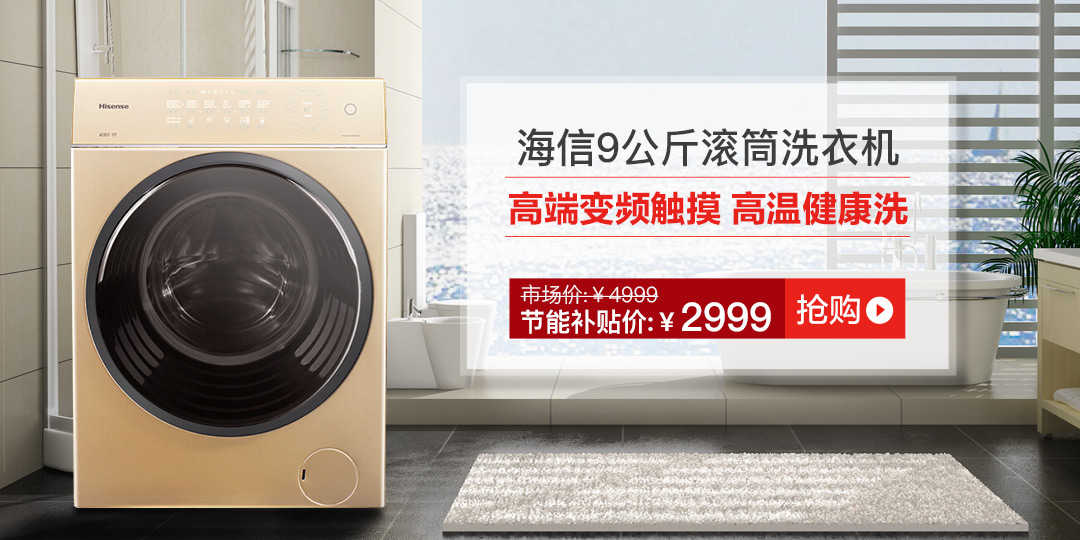 Hisense
海信9公斤滚筒洗衣机
高端变频触摸 高温健康洗
市场价:¥4999
节能补贴价:¥2999
抢购